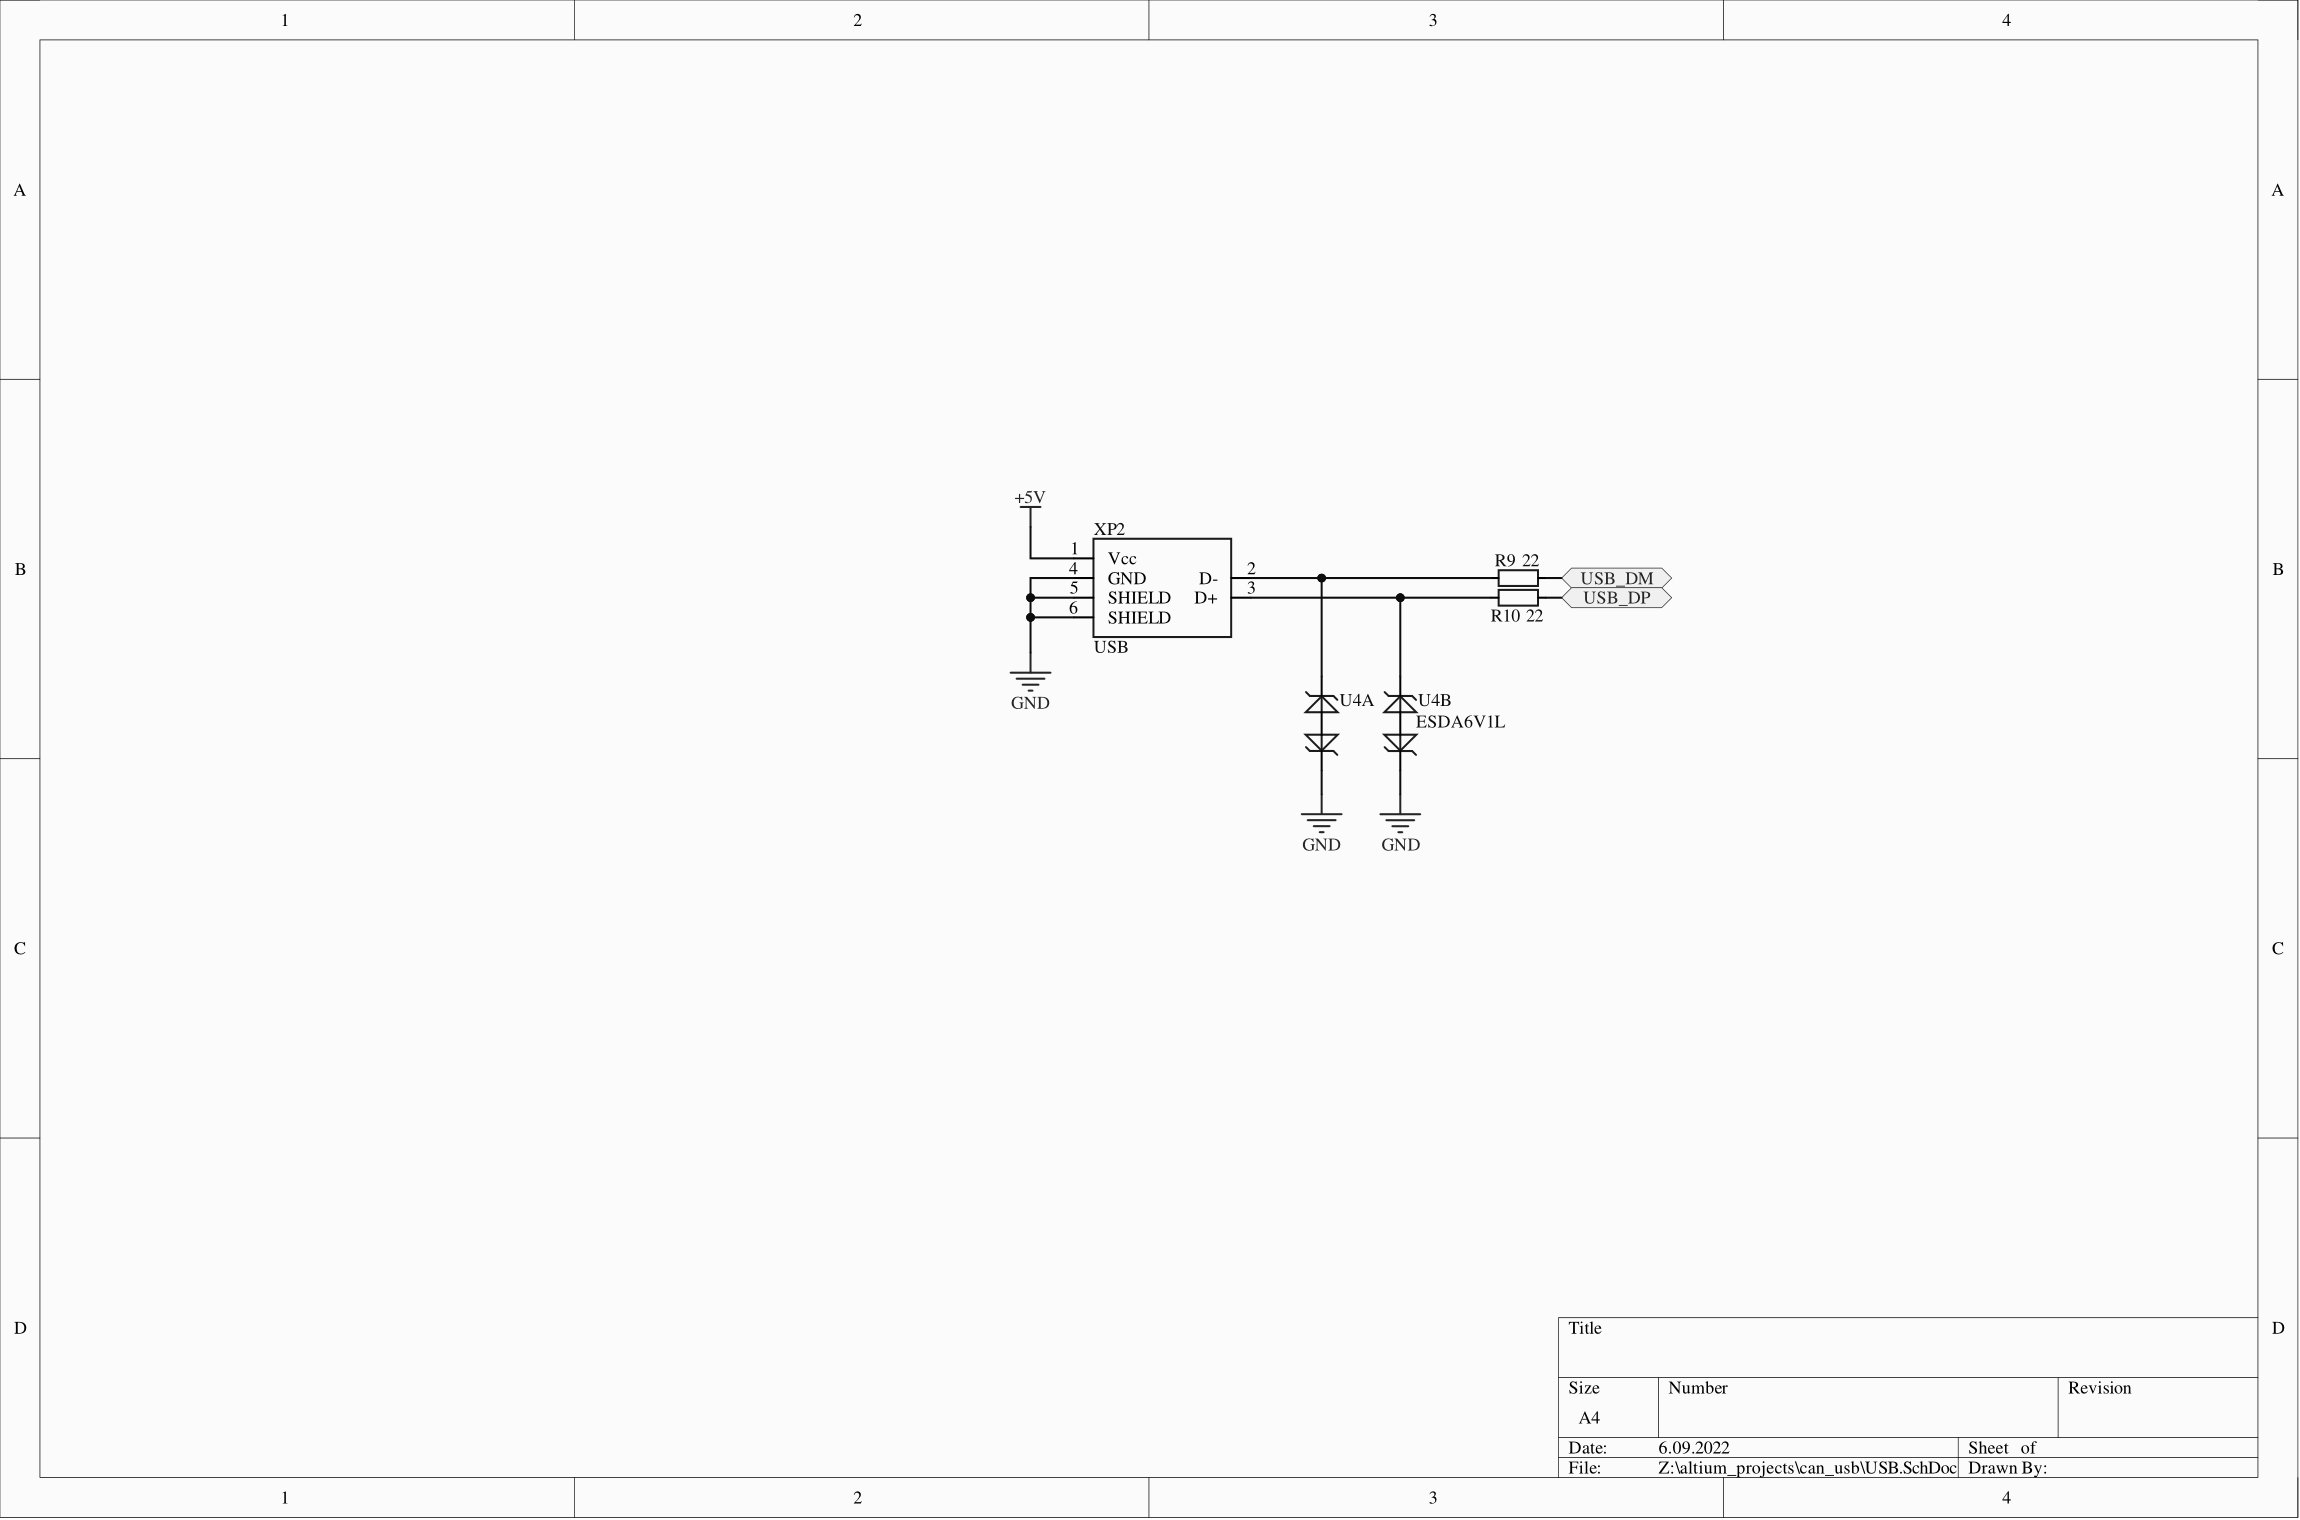 1 2 3 4
A A
+5V
XP2
1 Vcc
4 GND D- 2
5 SHIELD D+ 3
6 SHIELD
USB
GND
R9 22
USB_DM
USB_DP
R10 22
B B
U4A U4B
ESDA6V1L
GND GND
C C
D D
Title
Size Number Revision
A4
Date: 6.09.2022 Sheet of
File: Z:\altium_projects\can_usb\USB.SchDoc Drawn By:
1 2 3 4